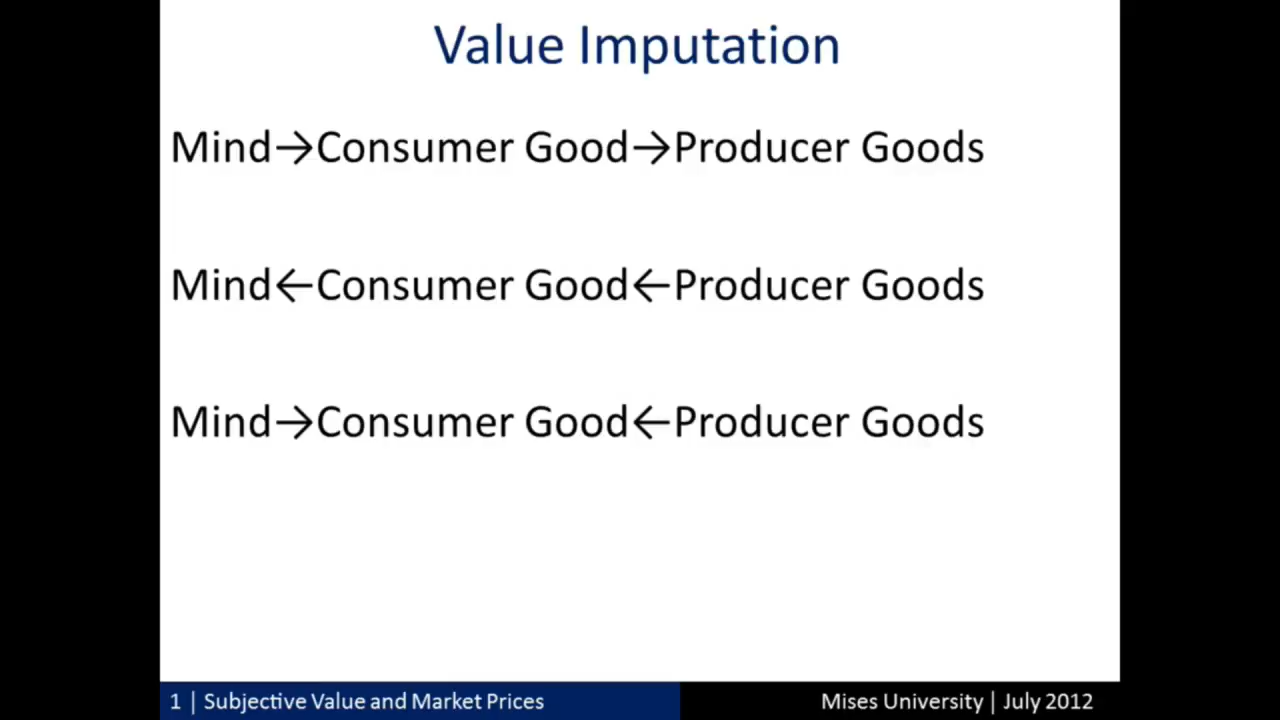 Value Imputation
Mind→Consumer Good→Producer Goods
Mind←Consumer Good←Producer Goods
Mind→Consumer Good←Producer Goods
1 | Subjective Value and Market Prices
Mises University | July 2012